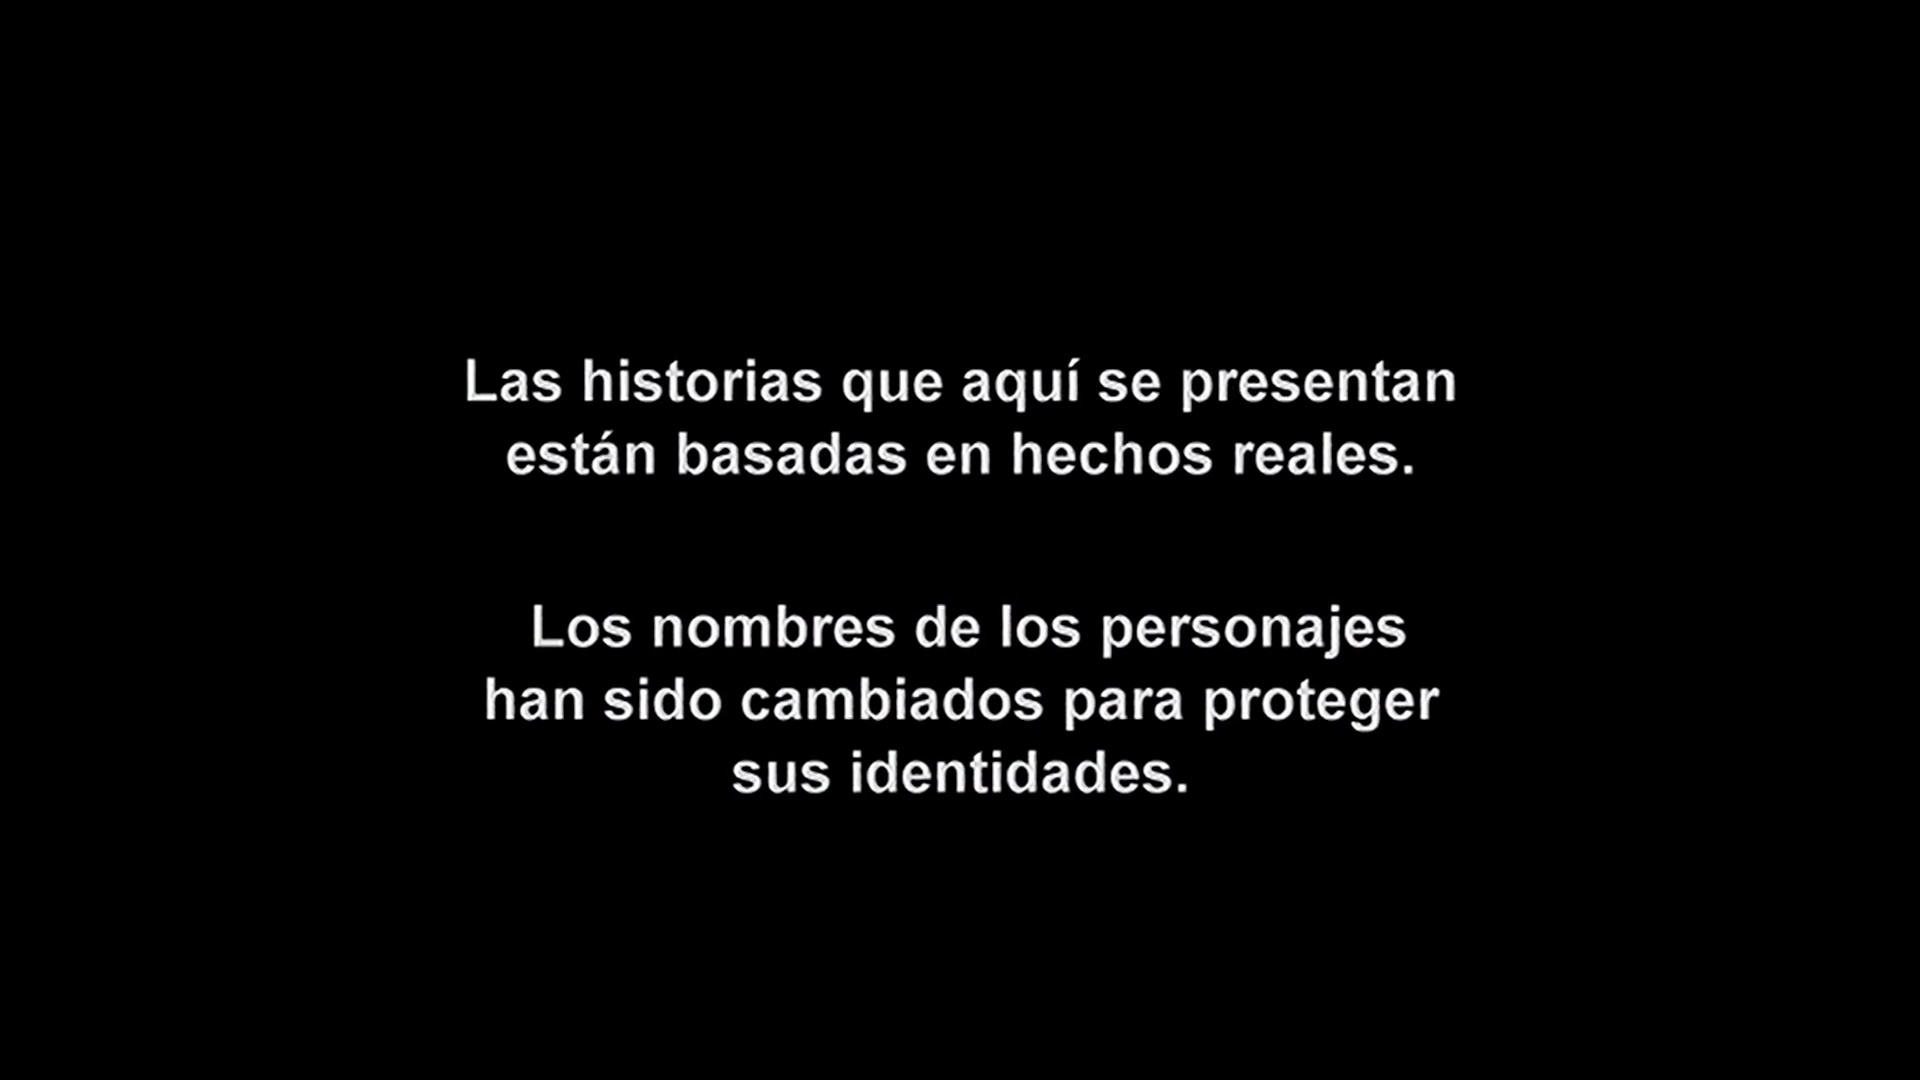 Las historias que aquí se presentan
están basadas en hechos reales.
Los nombres de los personajes
han sido cambiados para proteger
sus identidades.